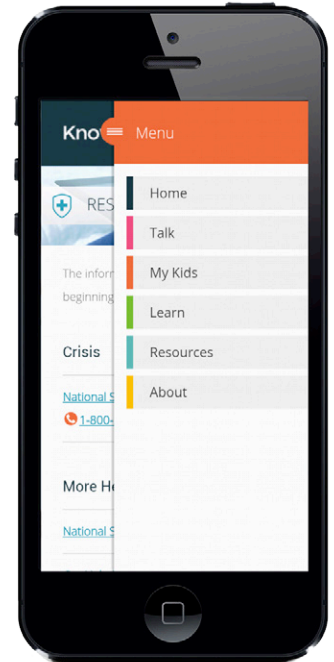 Kno
Menu
RES
Home
Talk
My Kids
Learn
Resources
About
The inforn
beginning
Crisis
National S
1-800-
More He
National S